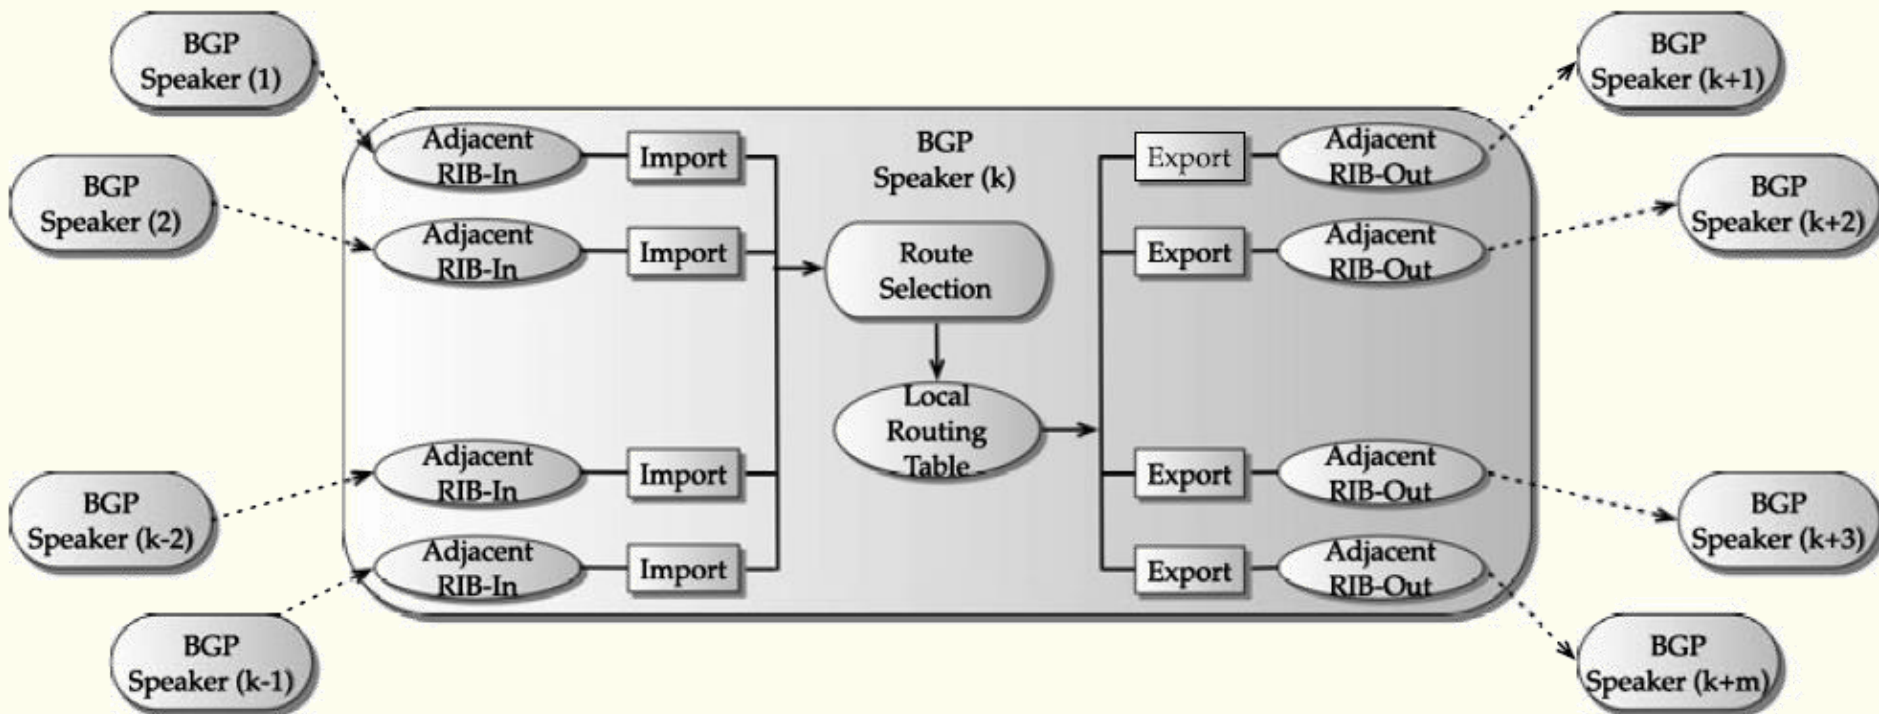 BGP
Speaker (1)
BGP
Speaker (2)
BGP
Speaker (k-2)
BGP
Speaker (k-1)
Adjacent
RIB-In
Import
Adjacent
RIB-In
Import
Adjacent
RIB-In
Import
Adjacent
RIB-In
Import
BGP
Speaker (k)
Route
Selection
Local
Routing
Table
Export
Adjacent
RIB-Out
Export
Adjacent
RIB-Out
Export
Adjacent
RIB-Out
Export
Adjacent
RIB-Out
BGP
Speaker (k+1)
BGP
Speaker (k+2)
BGP
Speaker (k+3)
BGP
Speaker (k+m)